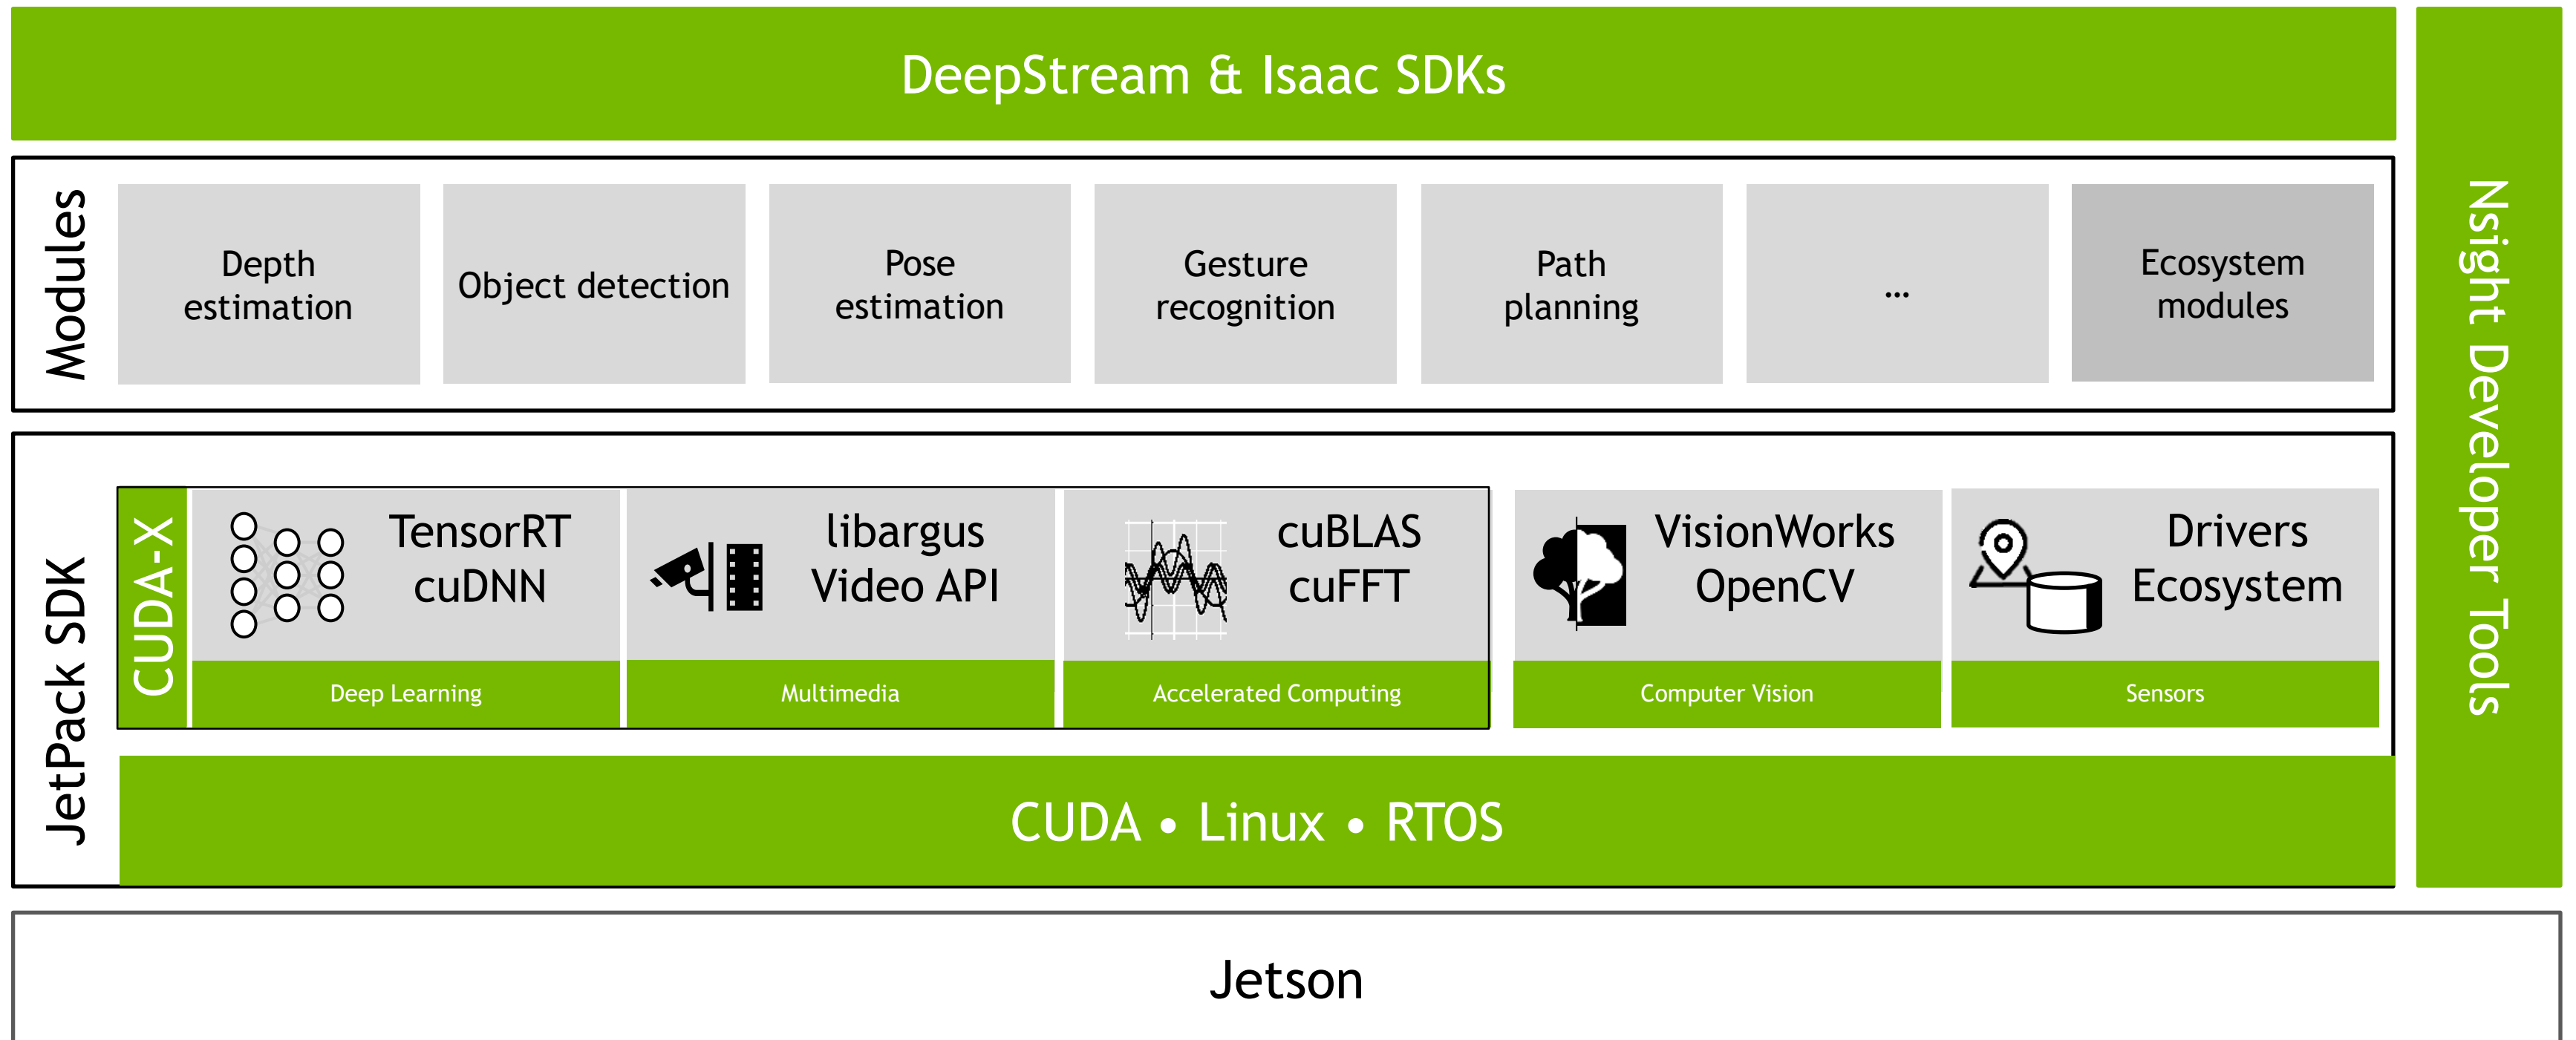 DeepStream & Isaac SDKs
Modules
Depth
estimation
Object detection
Pose
estimation
Gesture
recognition
Path
planning
...
Ecosystem
modules
JetPack SDK
CUDA-X
TensorRT
cuDNN
Deep Learning
libargus
Video API
Multimedia
cuBLAS
cuFFT
Accelerated Computing
VisionWorks
OpenCV
Computer Vision
Drivers
Ecosystem
Sensors
CUDA • Linux • RTOS
Nsight Developer Tools
Jetson